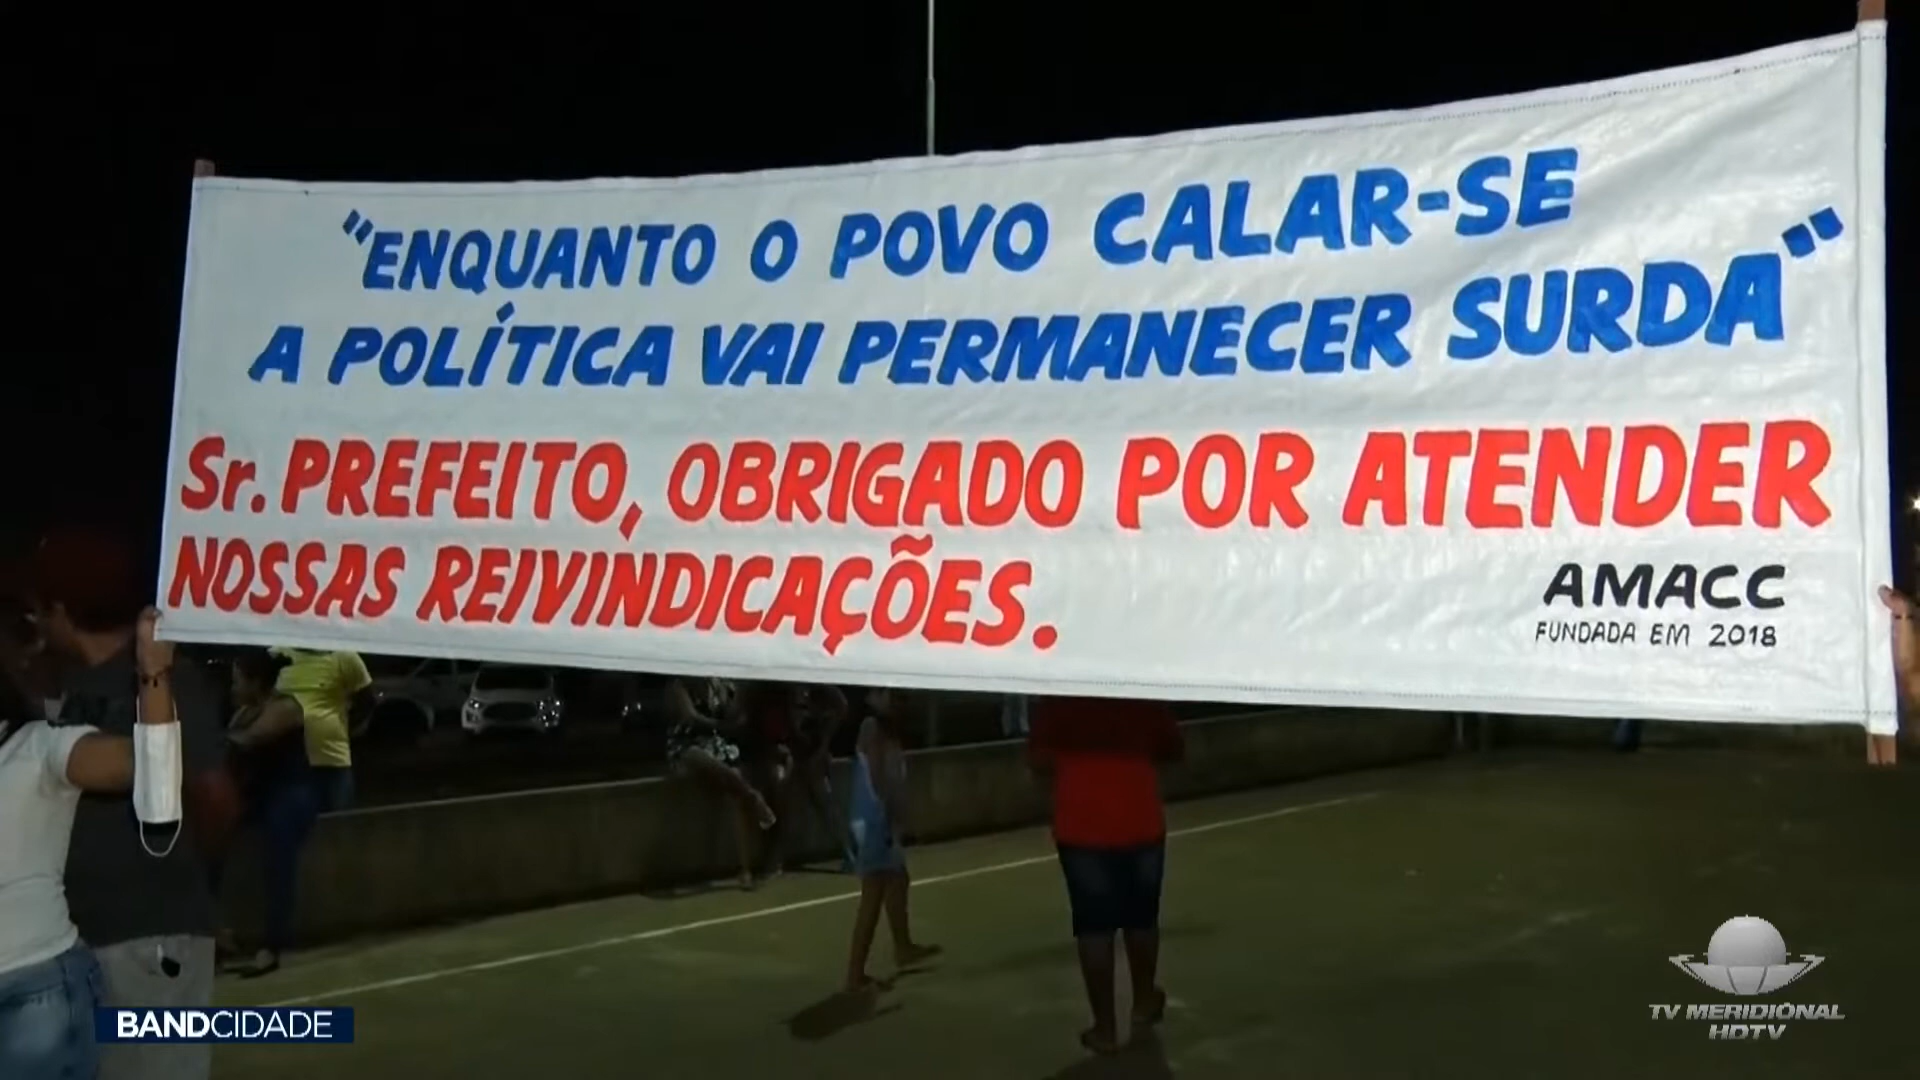 "ENQUANTO O POVO CALAR-SE
A POLÍTICA VAI PERMANECER SURDA"
Sr. PREFEITO, OBRIGADO POR ATENDER
NOSSAS REIVINDICAÇÕES.
AMACC
FUNDADA EM 2018
BANDCIDADE
TV MERIDIONAL
HDTV